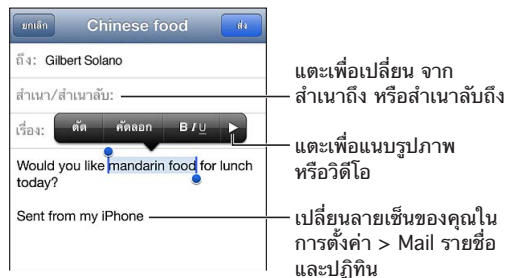 ยกเลิก Chinese food ส่ง
ถึง: Gilbert Solano
สำเนา/สำเนาลับ:
เรื่อง:
ตัด คัดลอก B I U
Would you like mandarin food for lunch
today?
Sent from my iPhone
แตะเพื่อเปลี่ยน จาก
สำเนาถึง หรือสำเนาลับถึง
แตะเพื่อแนบรูปภาพ
หรือวิดีโอ
เปลี่ยนลายเซ็นของคุณใน
การตั้งค่า > Mail รายชื่อ
และปฏิทิน